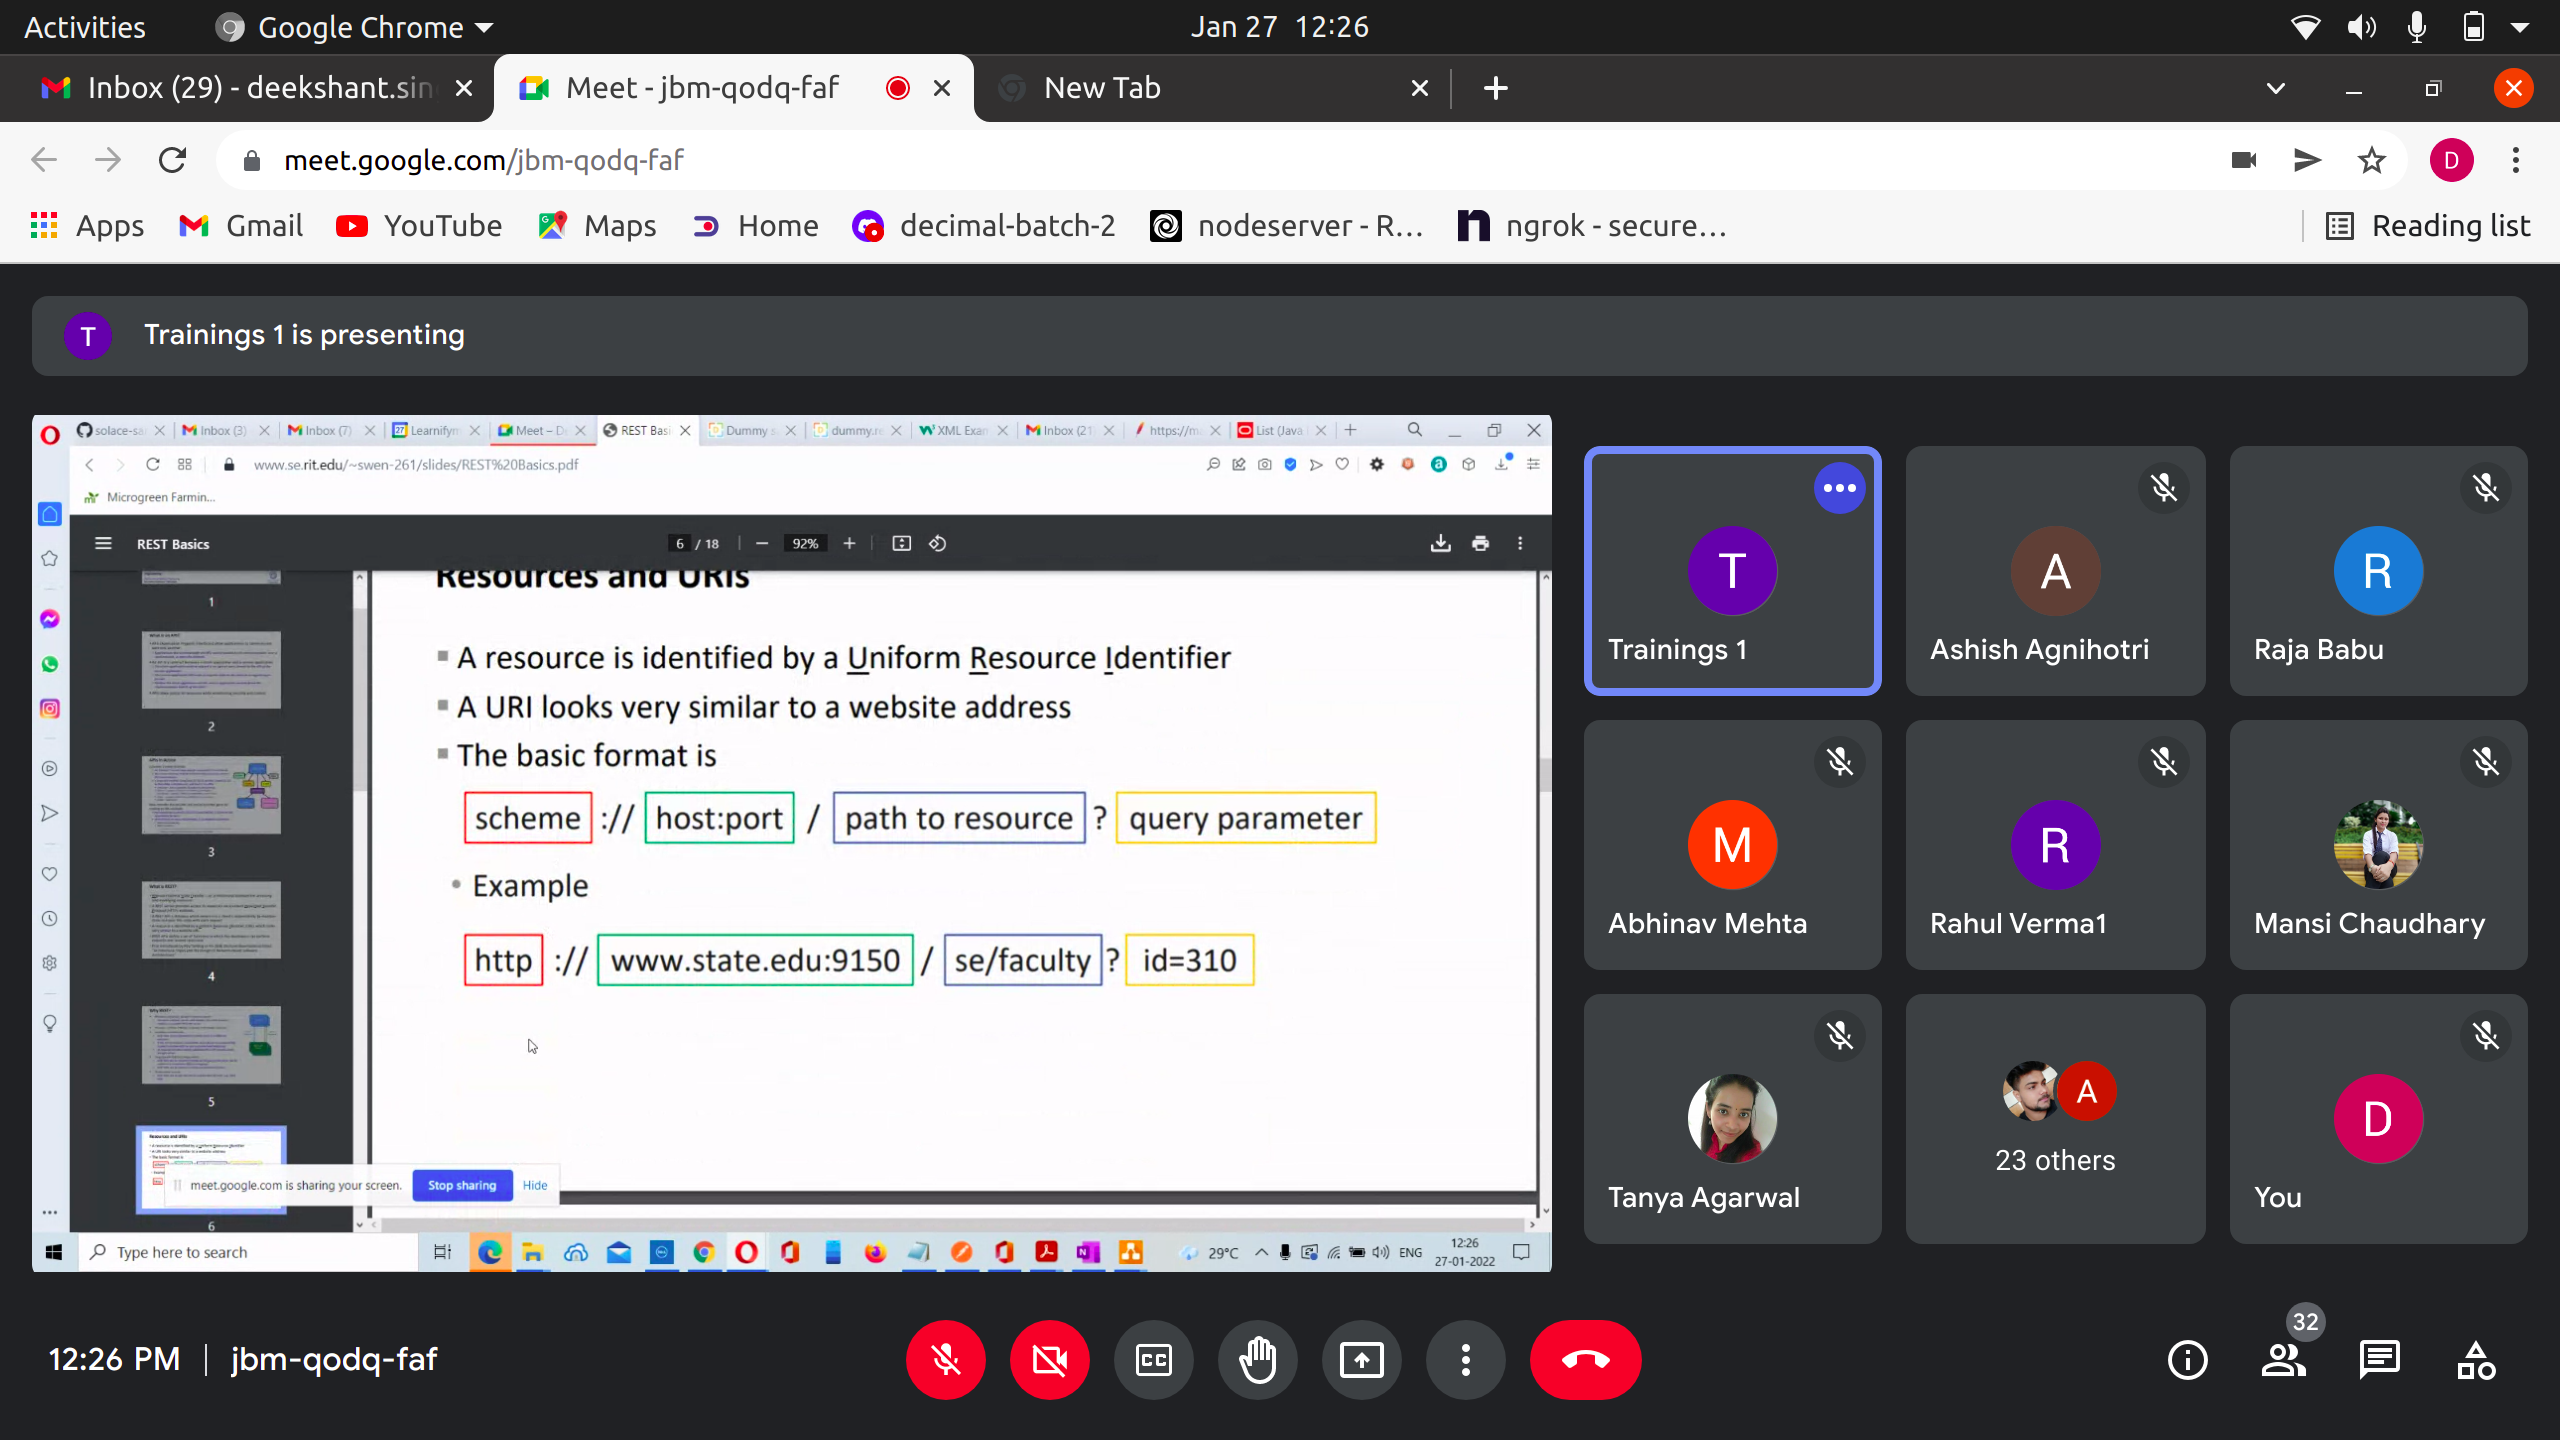 Activities
Google Chrome
Jan 27 12:26
Inbox (29) - deekshant.sin
Meet - jbm-qodq-faf
New Tab
meet.google.com/jbm-qodq-faf
D
Apps
Gmail
YouTube
Maps
Home
decimal-batch-2
nodeserver - R...
ngrok - secure...
Reading list
T
Trainings 1 is presenting
solace-sa
Inbox (3)
Inbox (7)
27
Learnifym
Meet – D
REST Basi
Dummy s
dummy.re
XML Exam
Inbox (21
https://m
List (Java
www.se.rit.edu/~swen-261/slides/REST%20Basics.pdf
Microgreen Farmin...
REST Basics
6 / 18
92%
1
2
3
4
5
6
Resources and URIs
A resource is identified by a Uniform Resource Identifier
A URI looks very similar to a website address
The basic format is
scheme :// host:port / path to resource ? query parameter
Example
http :// www.state.edu:9150 / se/faculty ? id=310
meet.google.com is sharing your screen.
Stop sharing
Hide
Type here to search
29°C
ENG
12:26
27-01-2022
T
Trainings 1
A
Ashish Agnihotri
R
Raja Babu
M
Abhinav Mehta
R
Rahul Verma1
Mansi Chaudhary
Tanya Agarwal
A
23 others
D
You
12:26 PM
jbm-qodq-faf
CC
32